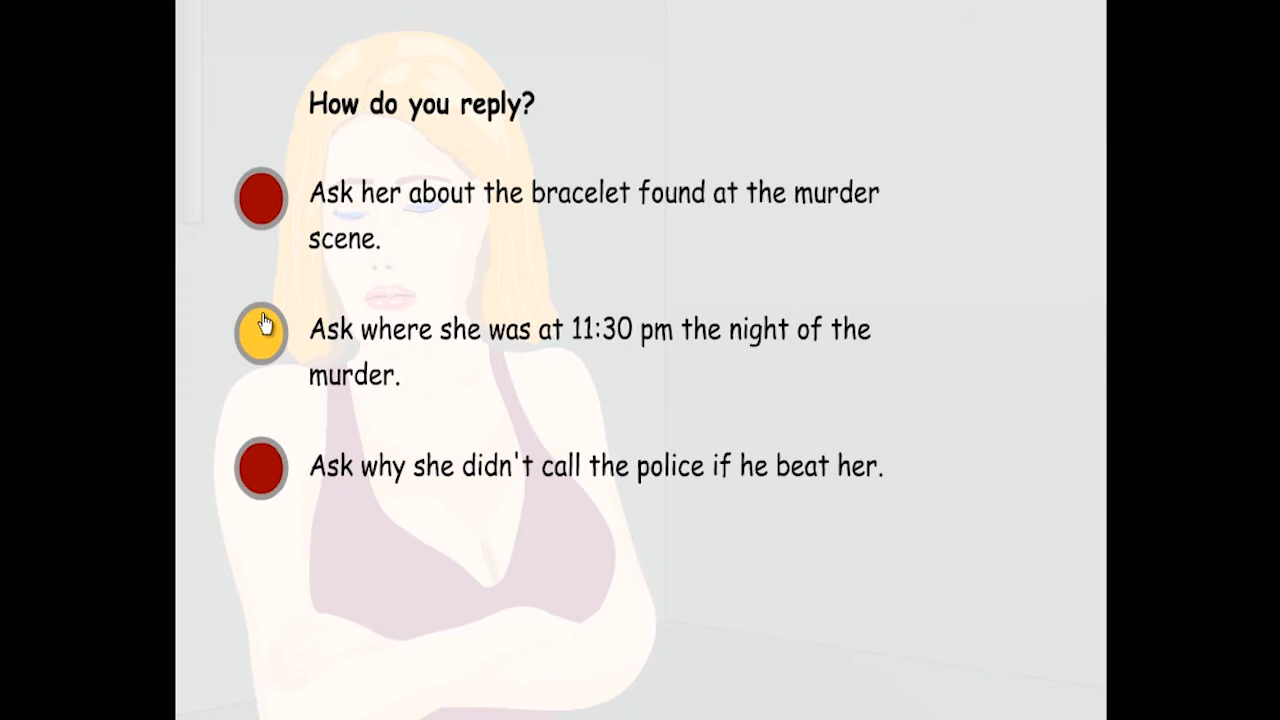 How do you reply?
Ask her about the bracelet found at the murder
scene.
Ask where she was at 11:30 pm the night of the
murder.
Ask why she didn't call the police if he beat her.